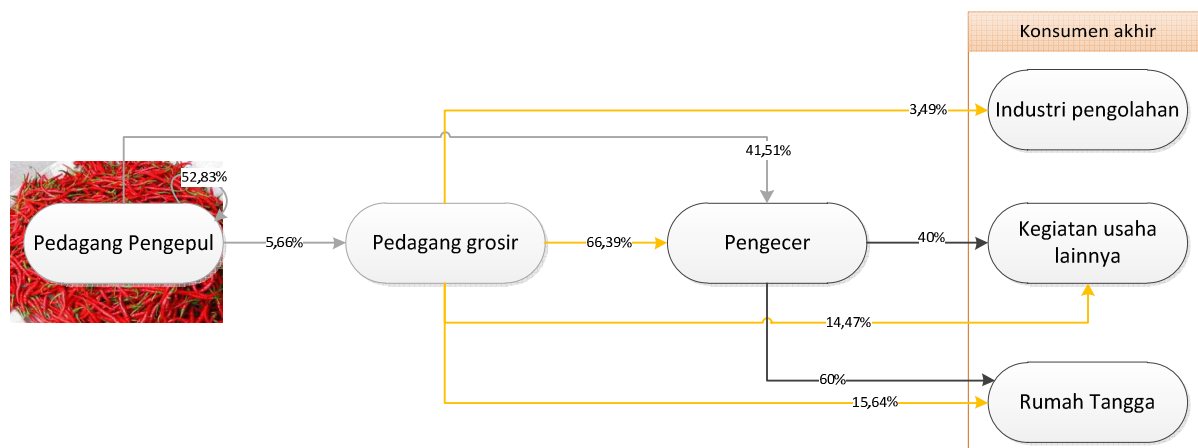 Konsumen akhir
Industri pengolahan
3,49%
41,51%
52,83%
Pedagang Pengepul
5,66%
Pedagang grosir
66,39%
Pengecer
40%
Kegiatan usaha
lainnya
14,47%
60%
15,64%
Rumah Tangga